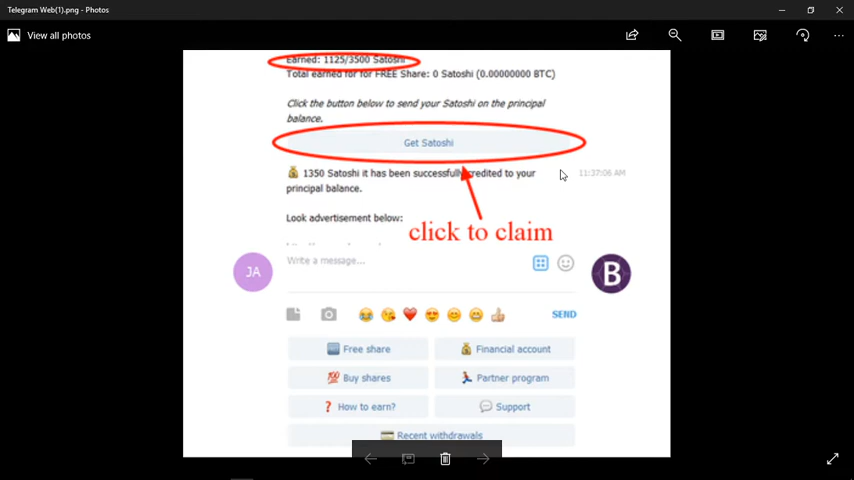 Telegram Web(1).png - Photos
View all photos
Earned: 1125/3500 Satoshi
Total earned for for FREE Share: 0 Satoshi (0.00000000 BTC)
Click the button below to send your Satoshi on the principal
balance.
Get Satoshi
1350 Satoshi it has been successfully credited to your
principal balance.
11:37:06 AM
Look advertisement below:
click to claim
Write a message...
JA
B
SEND
Free share
Financial account
💯 Buy shares
Partner program
How to earn?
Support
Recent withdrawals